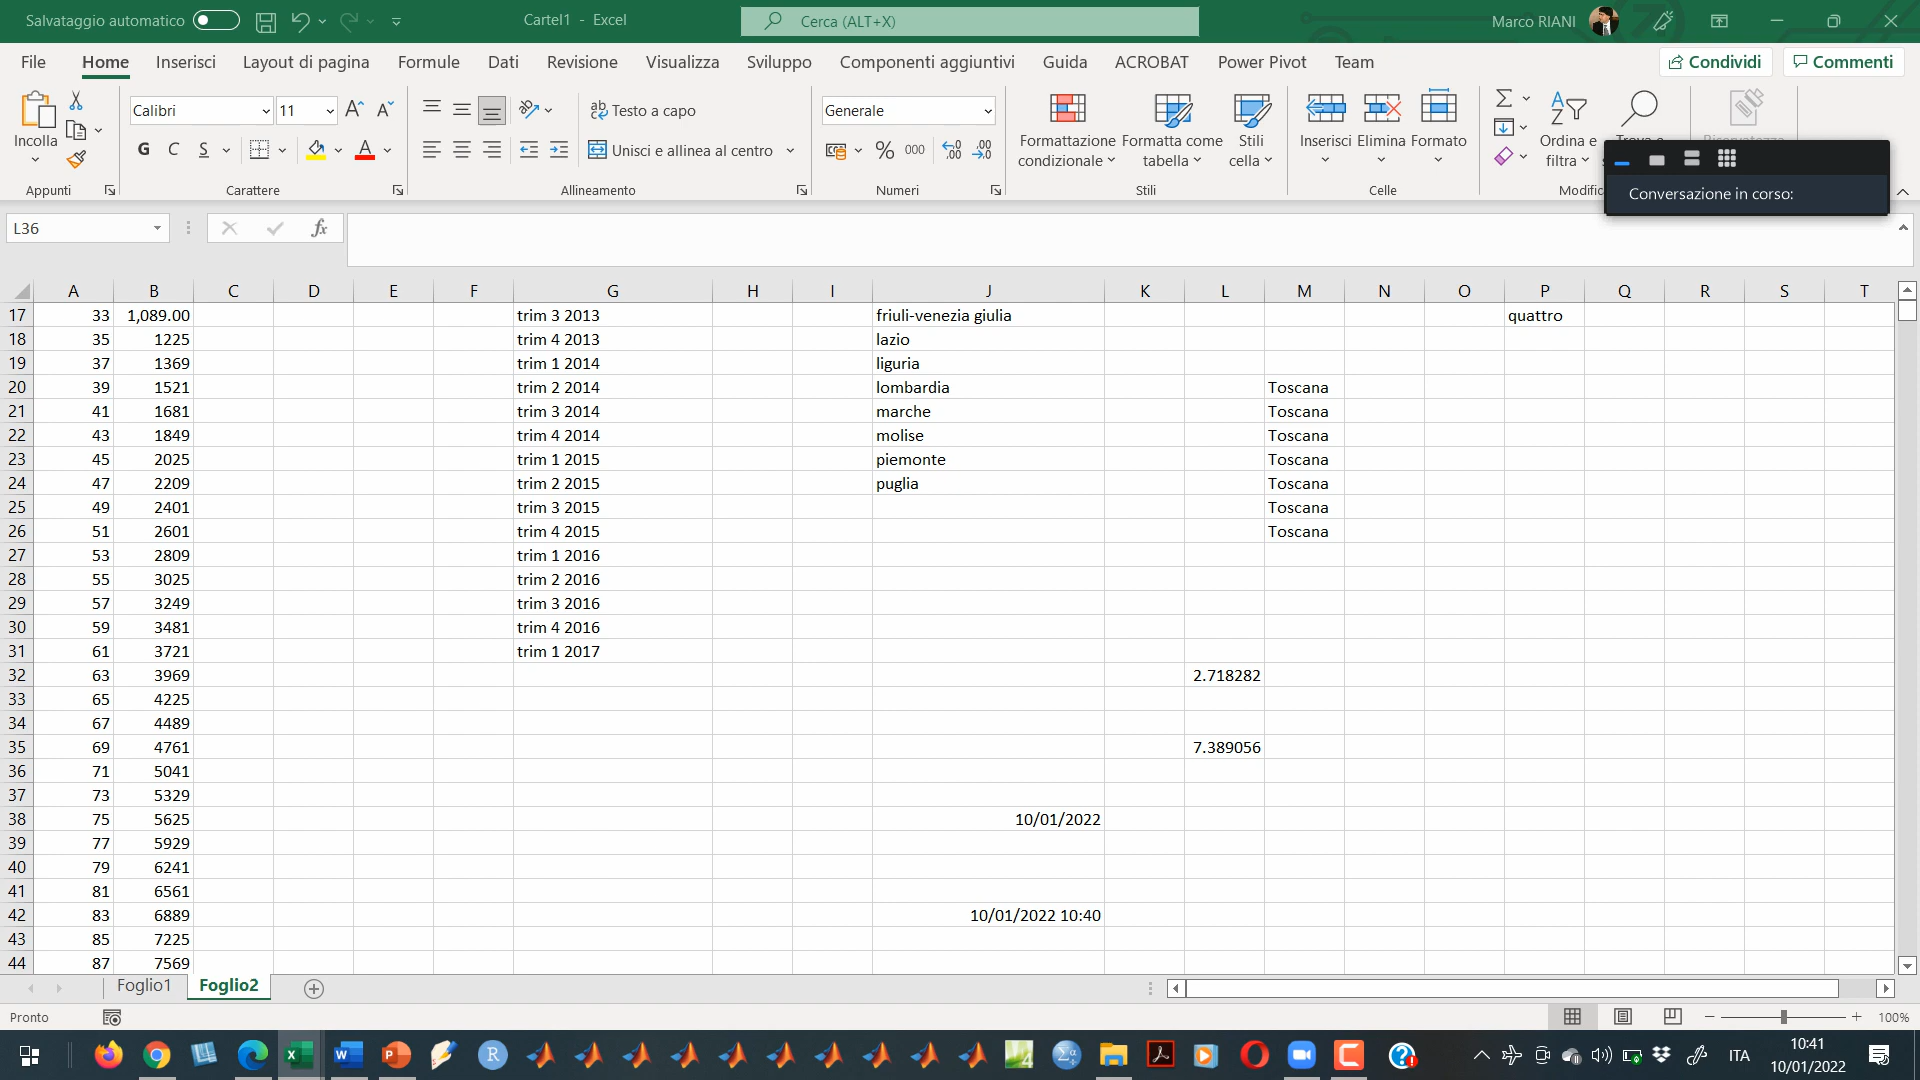 Salvataggio automatico
Cartel1 - Excel
Cerca (ALT+X)
Marco RIANI
File Home Inserisci Layout di pagina Formule Dati Revisione Visualizza Sviluppo Componenti aggiuntivi Guida ACROBAT Power Pivot Team Condividi Commenti
Calibri 11
Testo a capo
Generale
Incolla
G C S
Unisci e allinea al centro
% 000
Formattazione condizionale
Formatta come tabella
Stili cella
Inserisci Elimina Formato
Ordina e filtra
Appunti Carattere Allineamento Numeri Stili Celle
Conversazione in corso:
L36
fx
A B C D E F G H I J K L M N O P Q R S T
17 33 1,089.00 trim 3 2013 friuli-venezia giulia quattro
18 35 1225 trim 4 2013 lazio
19 37 1369 trim 1 2014 liguria
20 39 1521 trim 2 2014 lombardia Toscana
21 41 1681 trim 3 2014 marche Toscana
22 43 1849 trim 4 2014 molise Toscana
23 45 2025 trim 1 2015 piemonte Toscana
24 47 2209 trim 2 2015 puglia Toscana
25 49 2401 trim 3 2015 Toscana
26 51 2601 trim 4 2015 Toscana
27 53 2809 trim 1 2016
28 55 3025 trim 2 2016
29 57 3249 trim 3 2016
30 59 3481 trim 4 2016
31 61 3721 trim 1 2017
32 63 3969 2.718282
33 65 4225
34 67 4489
35 69 4761 7.389056
36 71 5041
37 73 5329
38 75 5625 10/01/2022
39 77 5929
40 79 6241
41 81 6561
42 83 6889 10/01/2022 10:40
43 85 7225
44 87 7569
Foglio1 Foglio2
Pronto
100%
ITA
10:41
10/01/2022